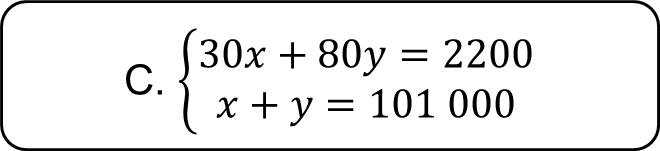 C. {30x + 80y = 2200
x + y = 101 000